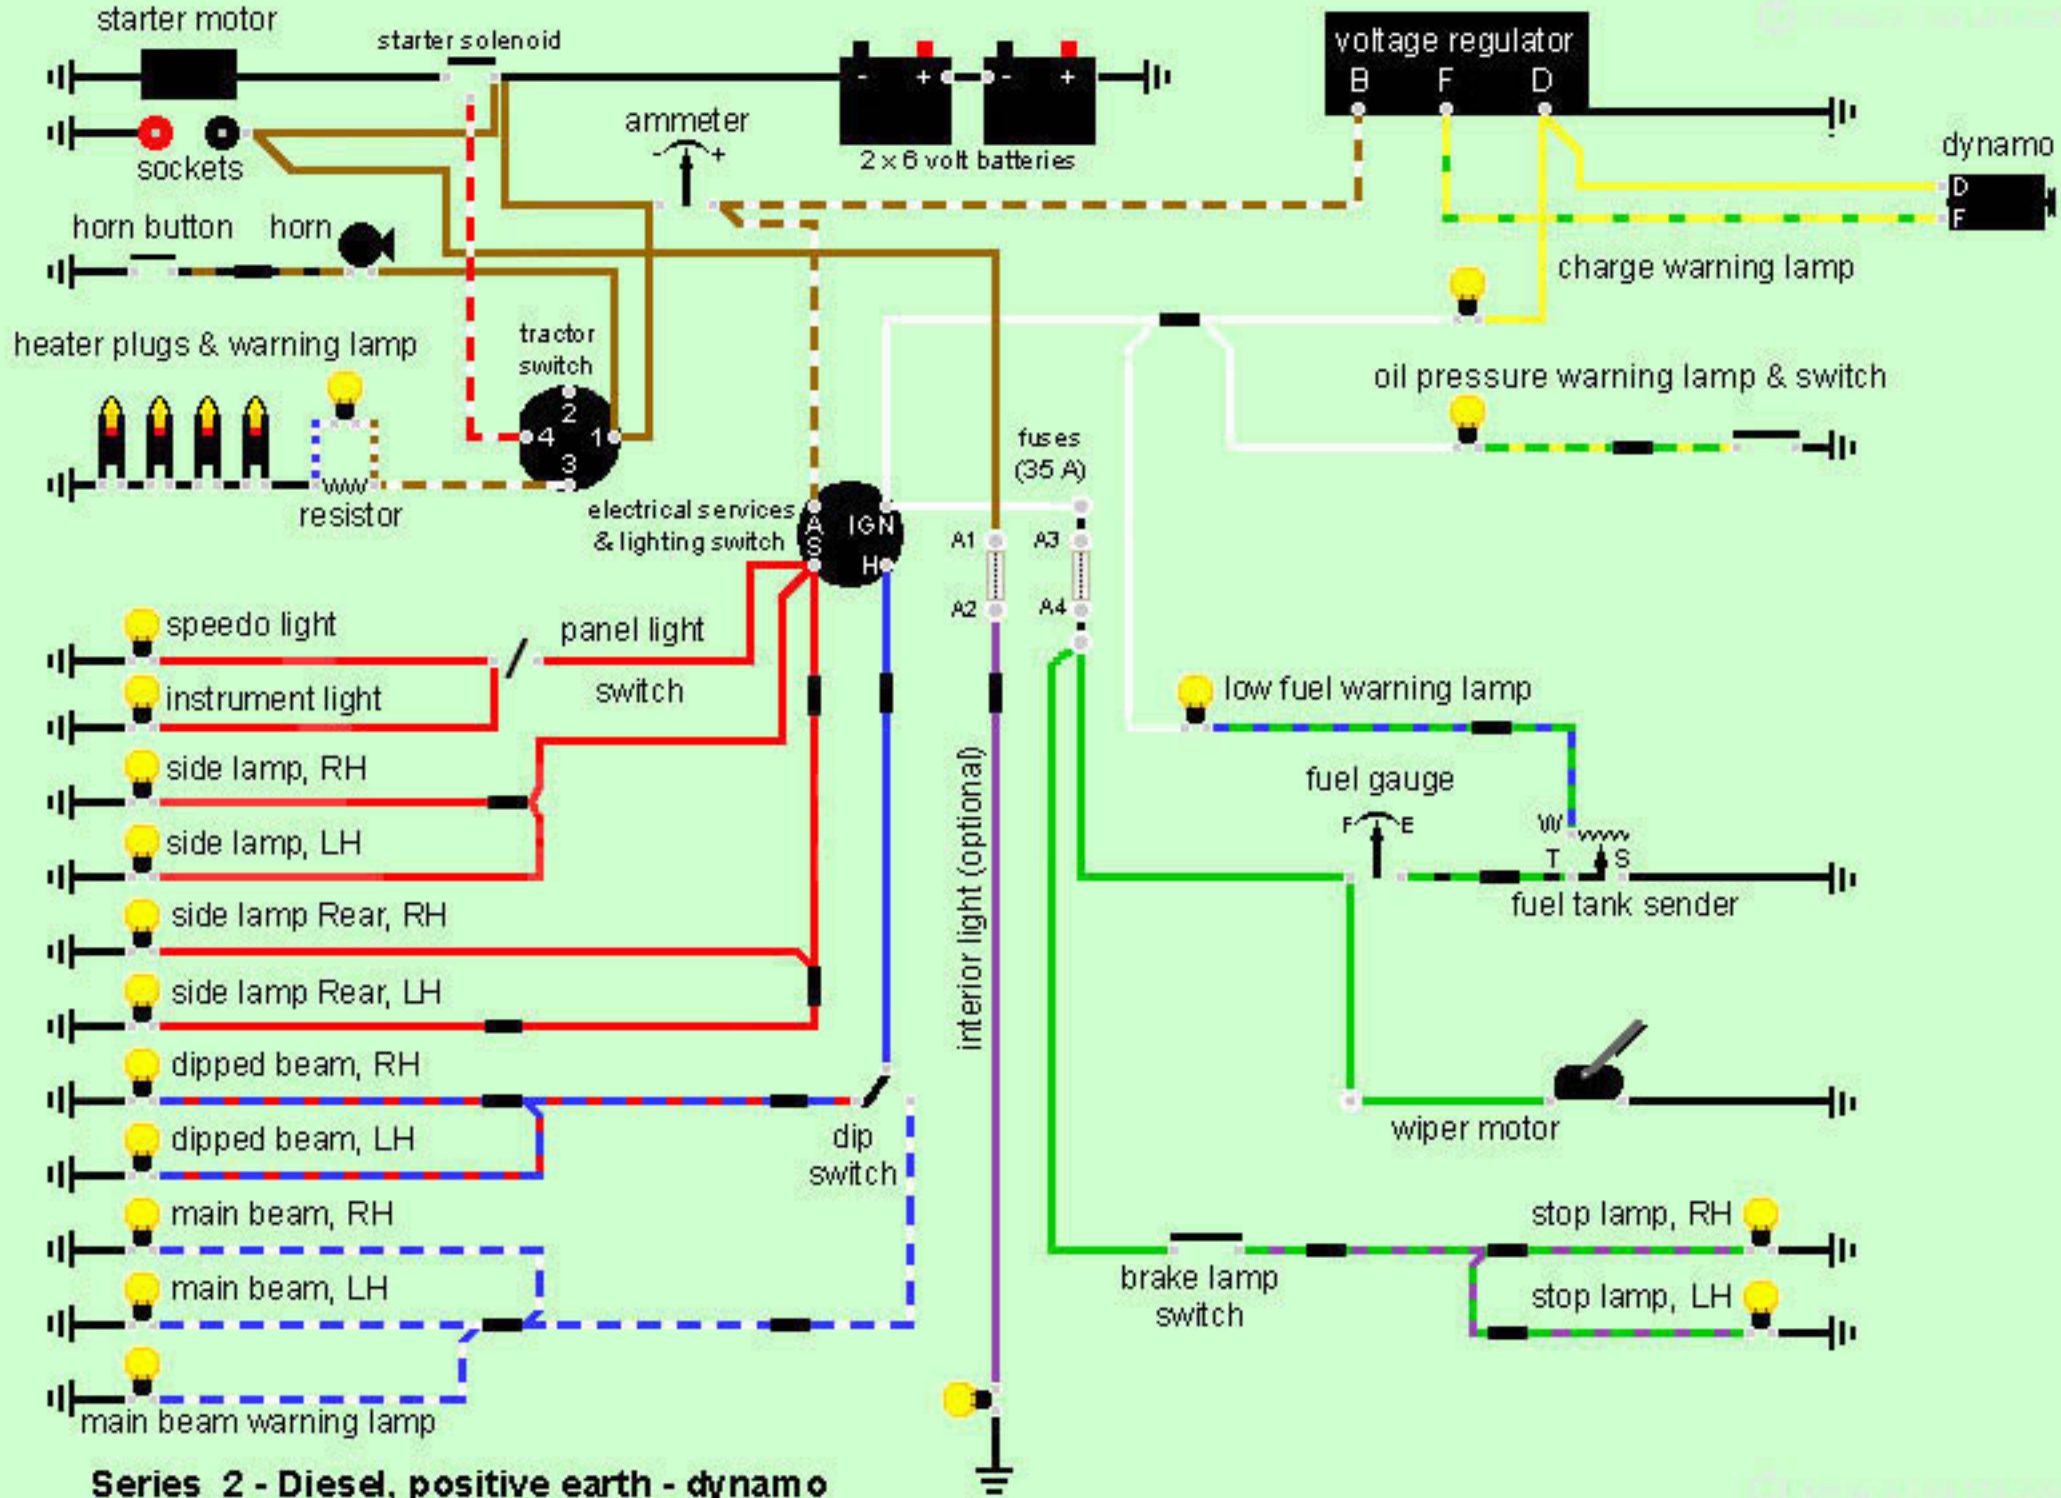 starter motor
starter solenoid
- + - +
2 x 6 volt batteries
voltage regulator
B F D
dynamo
D
F
sockets
ammeter
- +
horn button
horn
charge warning lamp
heater plugs & warning lamp
resistor
tractor
switch
2
4 1
3
oil pressure warning lamp & switch
fuses
(35 A)
electrical services
& lighting switch
A IGN
S H
A1 A3
A2 A4
speedo light
panel light
switch
instrument light
side lamp, RH
side lamp, LH
side lamp Rear, RH
side lamp Rear, LH
dipped beam, RH
dipped beam, LH
dip
switch
main beam, RH
main beam, LH
main beam warning lamp
interior light (optional)
low fuel warning lamp
fuel gauge
F E
W
T S
fuel tank sender
wiper motor
brake lamp
switch
stop lamp, RH
stop lamp, LH
Series 2 - Diesel, positive earth - dynamo